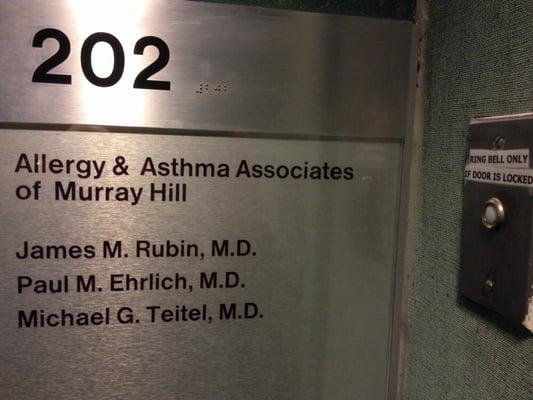 202
Allergy & Asthma Associates
of Murray Hill
James M. Rubin, M.D.
Paul M. Ehrlich, M.D.
Michael G. Teitel, M.D.
RING BELL ONLY
IF DOOR IS LOCKED